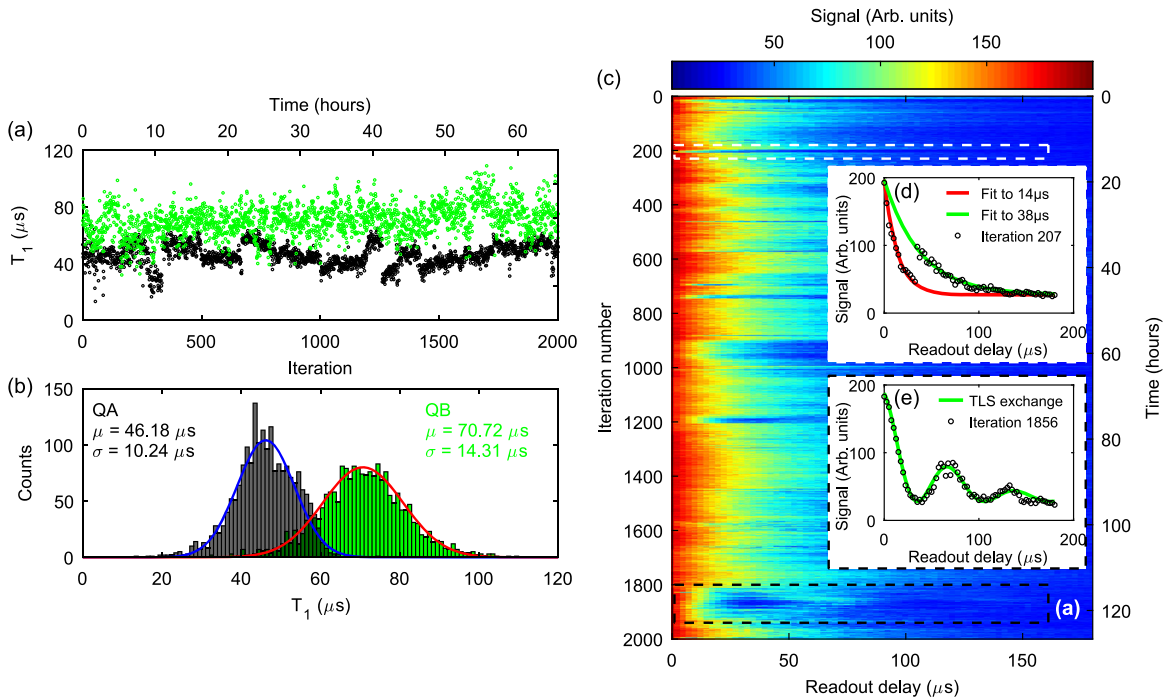 (a)
Time (hours)
0 10 20 30 40 50 60
120
80
40
0
T1 (μs)
0 500 1000 1500 2000
Iteration
(b)
150
100
50
0
Counts
QA
μ = 46.18 μs
σ = 10.24 μs
QB
μ = 70.72 μs
σ = 14.31 μs
0 20 40 60 80 100 120
T1 (μs)
Signal (Arb. units)
50 100 150
(c)
0
200
400
600
800
1000
1200
1400
1600
1800
2000
Iteration number
0
20
40
60
80
100
120
Time (hours)
0 50 100 150
Readout delay (μs)
(d)
200
100
0
Signal (Arb. units)
Fit to 14μs
Fit to 38μs
Iteration 207
0 100 200
Readout delay (μs)
(e)
200
100
0
Signal (Arb. units)
TLS exchange
Iteration 1856
0 100 200
Readout delay (μs)
(a)